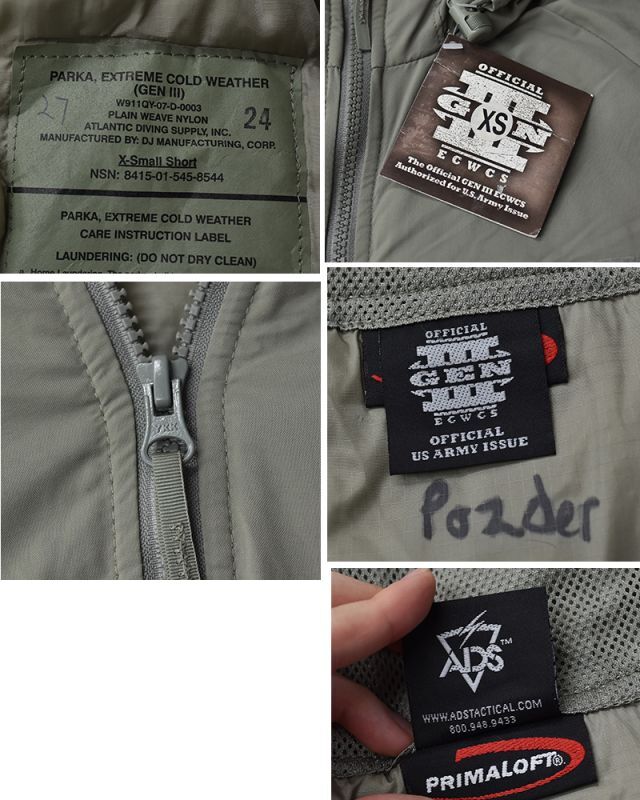 PARKA, EXTREME COLD WEATHER
(GEN III)
W911QY-07-D-0003
PLAIN WEAVE NYLON
ATLANTIC DIVING SUPPLY, INC.
MANUFACTURED BY: DJ MANUFACTURING, CORP.
27
24
X-Small Short
NSN: 8415-01-545-8544
PARKA, EXTREME COLD WEATHER
CARE INSTRUCTION LABEL
LAUNDERING: (DO NOT DRY CLEAN)
OFFICIAL
III
GEN
XS
ECWCS
The Official GEN III ECWCS
Authorized for U.S. Army Issue
YKK
OFFICIAL
III
GEN
ECWCS
OFFICIAL
US ARMY ISSUE
Pozder
ADS™
WWW.ADSTACTICAL.COM
800.948.9433
PRIMALOFT®